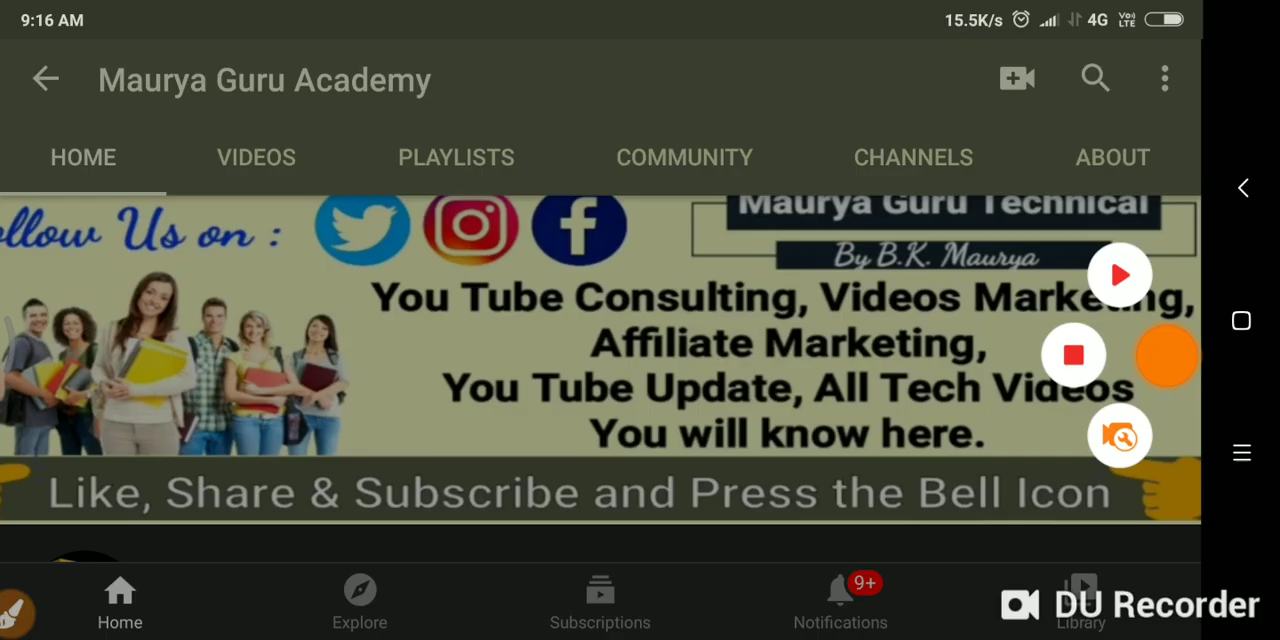 9:16 AM
15.5K/s
4G
Vo))
LTE
Maurya Guru Academy
HOME
VIDEOS
PLAYLISTS
COMMUNITY
CHANNELS
ABOUT
Us on :
Maurya Guru Technical
By B.K. Maurya
You Tube Consulting, Videos
Affiliate Marketing,
You Tube Update, All Tech Videos
You will know here.
Like, Share & Subscribe and Press the Bell Icon
Home
Explore
Subscriptions
9+
Notifications
Library
DU Recorder